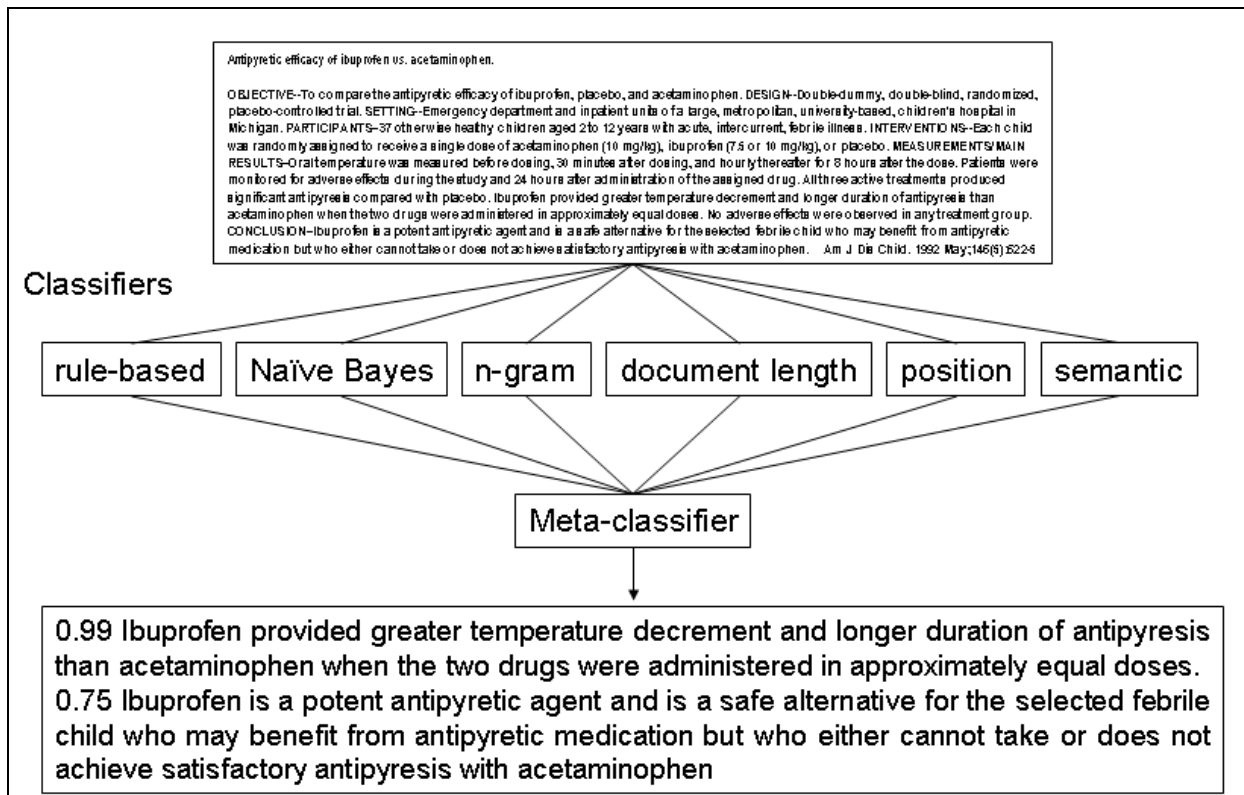 Antipyretic efficacy of ibuprofen vs. acetaminophen.
OBJECTIVE--To compare the antipyretic efficacy of ibuprofen, placebo, and acetaminophen. DESIGN--Double-dummy, double-blind, randomized,
placebo-controlled trial. SETTING--Emergency department and inpatient units of a large, metropolitan, university-based, children's hospital in
Michigan. PARTICIPANTS--37 otherwise healthy children aged 2 to 12 years with acute, intercurrent, febrile illness. INTERVENTIONS--Each child
was randomly assigned to receive a single dose of acetaminophen (10 mg/kg), ibuprofen (7.5 or 10 mg/kg), or placebo. MEASUREMENTS/MAIN
RESULTS--Oral temperature was measured before dosing, 30 minutes after dosing, and hourly thereafter for 8 hours after the dose. Patients were
monitored for adverse effects during the study and 24 hours after administration of the assigned drug. All three active treatments produced
significant antipyresis compared with placebo. Ibuprofen provided greater temperature decrement and longer duration of antipyresis than
acetaminophen when the two drugs were administered in approximately equal doses. No adverse effects were observed in any treatment group.
CONCLUSION--Ibuprofen is a potent antipyretic agent and is a safe alternative for the selected febrile child who may benefit from antipyretic
medication but who either cannot take or does not achieve satisfactory antipyresis with acetaminophen. Am J Dis Child. 1992 May;146(5):622-5
Classifiers
rule-based Naïve Bayes n-gram document length position semantic
Meta-classifier
0.99 Ibuprofen provided greater temperature decrement and longer duration of antipyresis
than acetaminophen when the two drugs were administered in approximately equal doses.
0.75 Ibuprofen is a potent antipyretic agent and is a safe alternative for the selected febrile
child who may benefit from antipyretic medication but who either cannot take or does not
achieve satisfactory antipyresis with acetaminophen